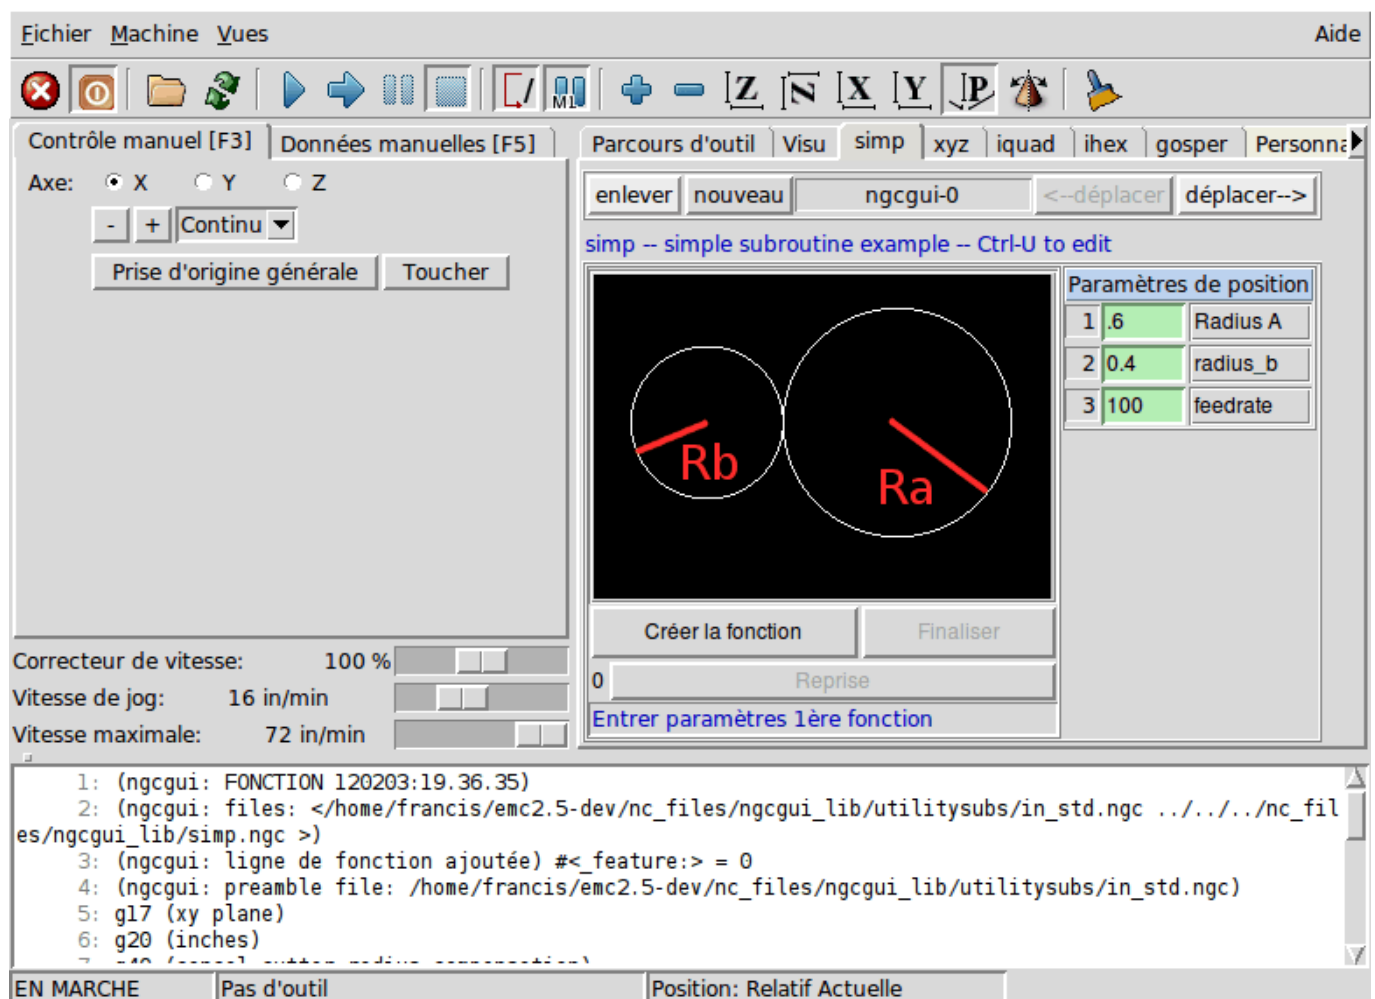 Fichier Machine Vues Aide
M1 Z N X Y P
Contrôle manuel [F3] Données manuelles [F5]
Axe: X Y Z
- + Continu
Prise d'origine générale Toucher
Parcours d'outil Visu simp xyz iquad ihex gosper Personna
enlever nouveau ngcgui-0 <--déplacer déplacer-->
simp -- simple subroutine example -- Ctrl-U to edit
Rb Ra
Paramètres de position
1 .6 Radius A
2 0.4 radius_b
3 100 feedrate
Créer la fonction Finaliser
0 Reprise
Entrer paramètres 1ère fonction
Correcteur de vitesse: 100 %
Vitesse de jog: 16 in/min
Vitesse maximale: 72 in/min
1: (ngcgui: FONCTION 120203:19.36.35)
2: (ngcgui: files: </home/francis/emc2.5-dev/nc_files/ngcgui_lib/utilitysubs/in_std.ngc ../../../nc_fil
es/ngcgui_lib/simp.ngc >)
3: (ngcgui: ligne de fonction ajoutée) #<_feature:> = 0
4: (ngcgui: preamble file: /home/francis/emc2.5-dev/nc_files/ngcgui_lib/utilitysubs/in_std.ngc)
5: g17 (xy plane)
6: g20 (inches)
EN MARCHE Pas d'outil Position: Relatif Actuelle